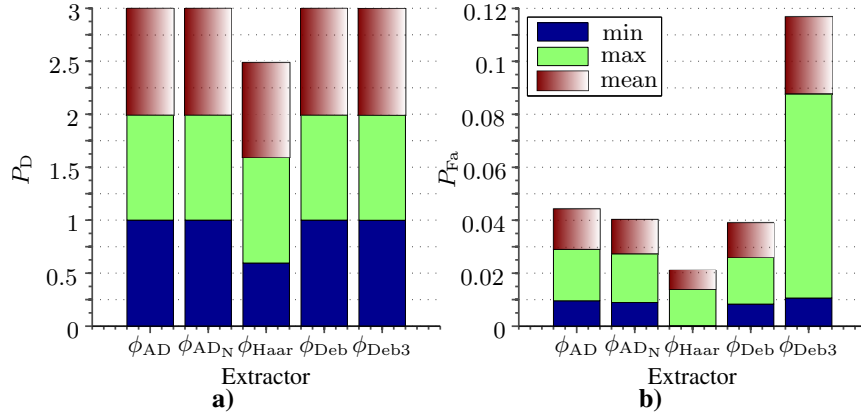 3
2.5
2
1.5
1
0.5
0
P_D
ϕ_AD ϕ_AD_N ϕ_Haar ϕ_Deb ϕ_Deb3
Extractor
a)
0.12
0.1
0.08
0.06
0.04
0.02
0
P_Fa
min
max
mean
ϕ_AD ϕ_AD_N ϕ_Haar ϕ_Deb ϕ_Deb3
Extractor
b)